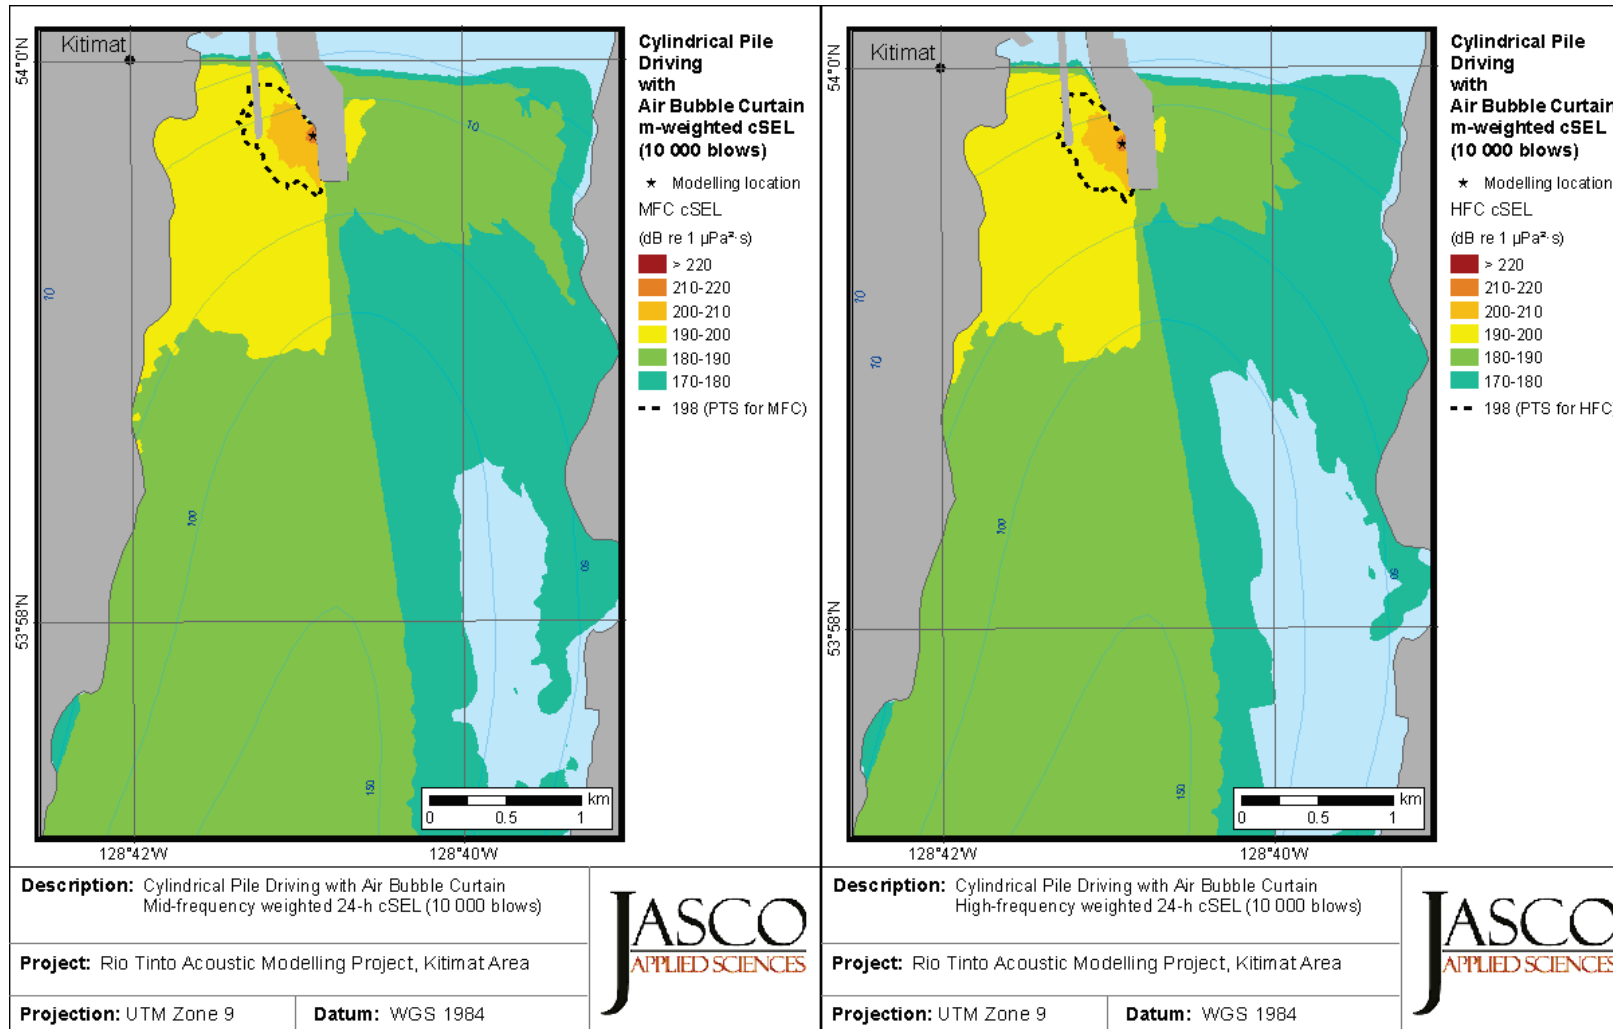 Kitimat
54°0'N
10
10
100
50
150
53°58'N
128°42'W
128°40'W
km
0 0.5 1
Cylindrical Pile
Driving
with
Air Bubble Curtain
m-weighted cSEL
(10 000 blows)
★ Modelling location
MFC cSEL
(dB re 1 µPa²·s)
> 220
210-220
200-210
190-200
180-190
170-180
198 (PTS for MFC)
Description: Cylindrical Pile Driving with Air Bubble Curtain
Mid-frequency weighted 24-h cSEL (10 000 blows)
Project: Rio Tinto Acoustic Modelling Project, Kitimat Area
Projection: UTM Zone 9
Datum: WGS 1984
JASCO
APPLIED SCIENCES
Kitimat
54°0'N
10
10
100
50
150
53°58'N
128°42'W
128°40'W
km
0 0.5 1
Cylindrical Pile
Driving
with
Air Bubble Curtain
m-weighted cSEL
(10 000 blows)
★ Modelling location
HFC cSEL
(dB re 1 µPa²·s)
> 220
210-220
200-210
190-200
180-190
170-180
198 (PTS for HFC)
Description: Cylindrical Pile Driving with Air Bubble Curtain
High-frequency weighted 24-h cSEL (10 000 blows)
Project: Rio Tinto Acoustic Modelling Project, Kitimat Area
Projection: UTM Zone 9
Datum: WGS 1984
JASCO
APPLIED SCIENCES